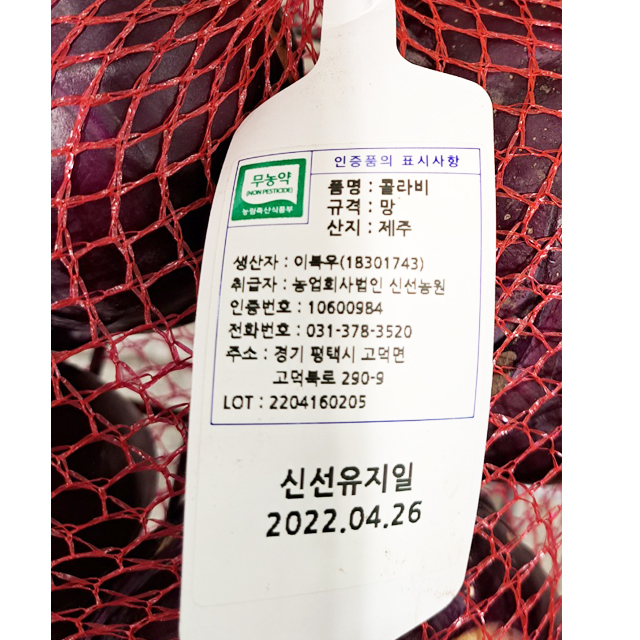 인증품의 표시사항
무농약
(NON PESTICIDE)
농림축산식품부
품명 : 콜라비
규격 : 망
산지 : 제주
생산자 : 이복우(18301743)
취급자 : 농업회사법인 신선농원
인증번호 : 10600984
전화번호 : 031-378-3520
주소 : 경기 평택시 고덕면
고덕북로 290-9
LOT : 2204160205
신선유지일
2022.04.26